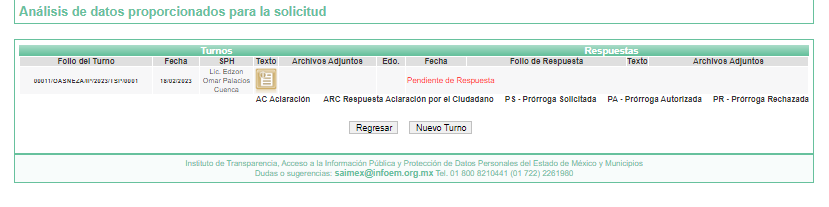 Análisis de datos proporcionados para la solicitud
Turnos Respuestas
Folio del Turno Fecha SPH Texto Archivos Adjuntos Edo. Fecha Folio de Respuesta Texto Archivos Adjuntos
00011/OASNEZA/IP/2023/TSP/0001 16/02/2023 Lic. Edzon Omar Palacios Cuenca Pendiente de Respuesta
AC Aclaración ARC Respuesta Aclaración por el Ciudadano PS - Prórroga Solicitada PA - Prórroga Autorizada PR - Prórroga Rechazada
Regresar Nuevo Turno
Instituto de Transparencia, Acceso a la Información Pública y Protección de Datos Personales del Estado de México y Municipios
Dudas o sugerencias: saimex@infoem.org.mx Tel. 01 800 8210441 (01 722) 2261980